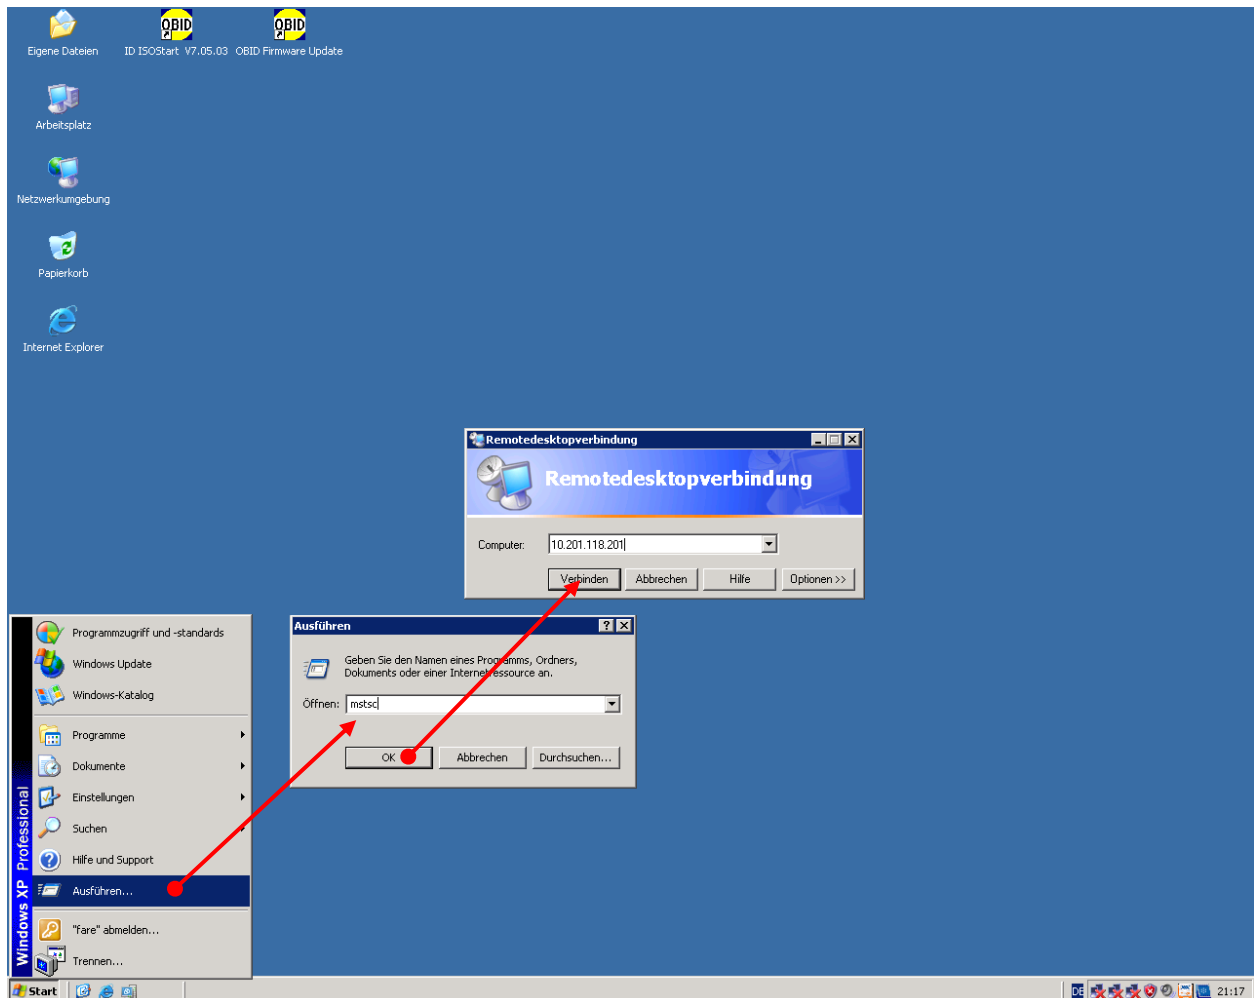 OBID
OBID
Eigene Dateien
ID ISOStart V7.05.03
OBID Firmware Update
Arbeitsplatz
Netzwerkumgebung
Papierkorb
Internet Explorer
Remotedesktopverbindung
Remotedesktopverbindung
Computer:
10.201.118.201
Verbinden
Abbrechen
Hilfe
Optionen >>
Programmzugriff und -standards
Windows Update
Windows-Katalog
Programme
Dokumente
Einstellungen
Suchen
Hilfe und Support
Ausführen...
"fare" abmelden...
Trennen...
Windows XP Professional
Ausführen
Geben Sie den Namen eines Programms, Ordners,
Dokuments oder einer Internetressource an.
Öffnen:
mstsc
OK
Abbrechen
Durchsuchen...
Start
DE
21:17